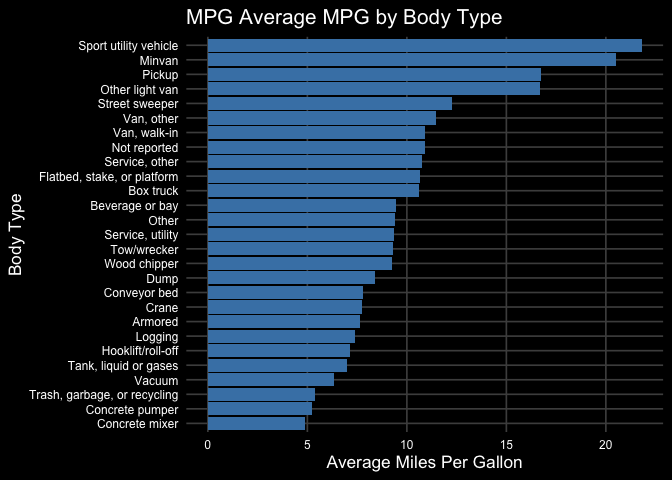 MPG Average MPG by Body Type
Sport utility vehicle
Minvan
Pickup
Other light van
Street sweeper
Van, other
Van, walk-in
Not reported
Service, other
Flatbed, stake, or platform
Box truck
Beverage or bay
Other
Service, utility
Tow/wrecker
Wood chipper
Dump
Conveyor bed
Crane
Armored
Logging
Hooklift/roll-off
Tank, liquid or gases
Vacuum
Trash, garbage, or recycling
Concrete pumper
Concrete mixer
Body Type
0 5 10 15 20
Average Miles Per Gallon